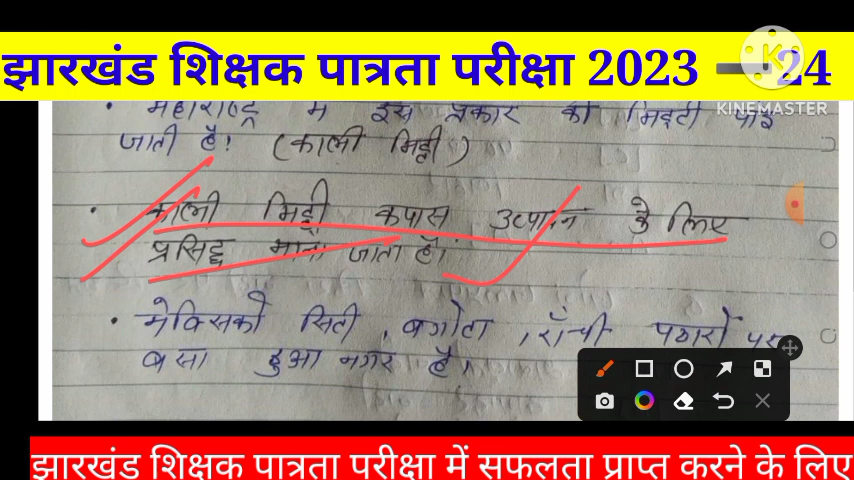 झारखंड शिक्षक पात्रता परीक्षा 2023 — 24
KINEMASTER
महाराष्ट्र में इस प्रकार की मिट्टी पाई
जाती है! (काली मिट्टी)
• काली मिट्टी कपास उत्पादन के लिए
प्रसिद्ध माना जाता है।
• मेक्सिको सिटी, बगोटा, राँची पठारों पर
बसा हुआ नगर है।
झारखंड शिक्षक पात्रता परीक्षा में सफलता प्राप्त करने के लिए